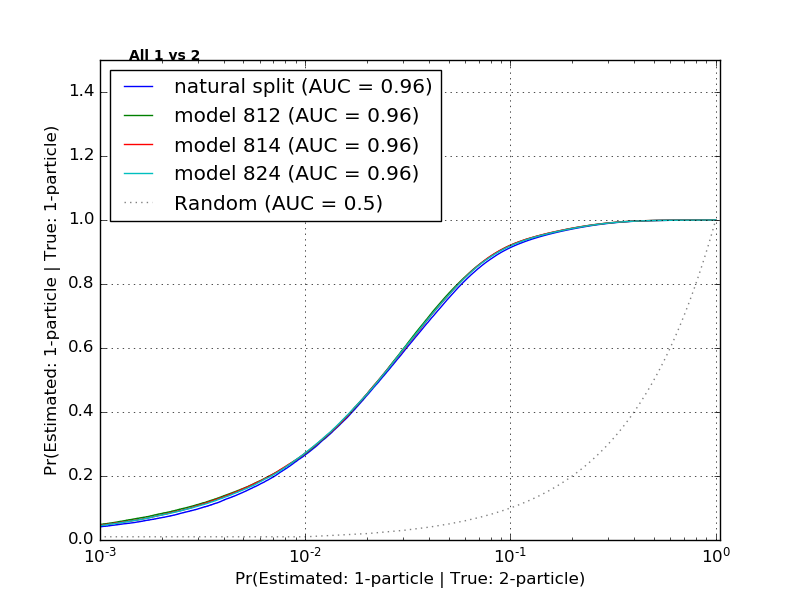 All 1 vs 2
natural split (AUC = 0.96)
model 812 (AUC = 0.96)
model 814 (AUC = 0.96)
model 824 (AUC = 0.96)
Random (AUC = 0.5)
Pr(Estimated: 1-particle | True: 1-particle)
1.4
1.2
1.0
0.8
0.6
0.4
0.2
0.0
10⁻³ 10⁻² 10⁻¹ 10⁰
Pr(Estimated: 1-particle | True: 2-particle)